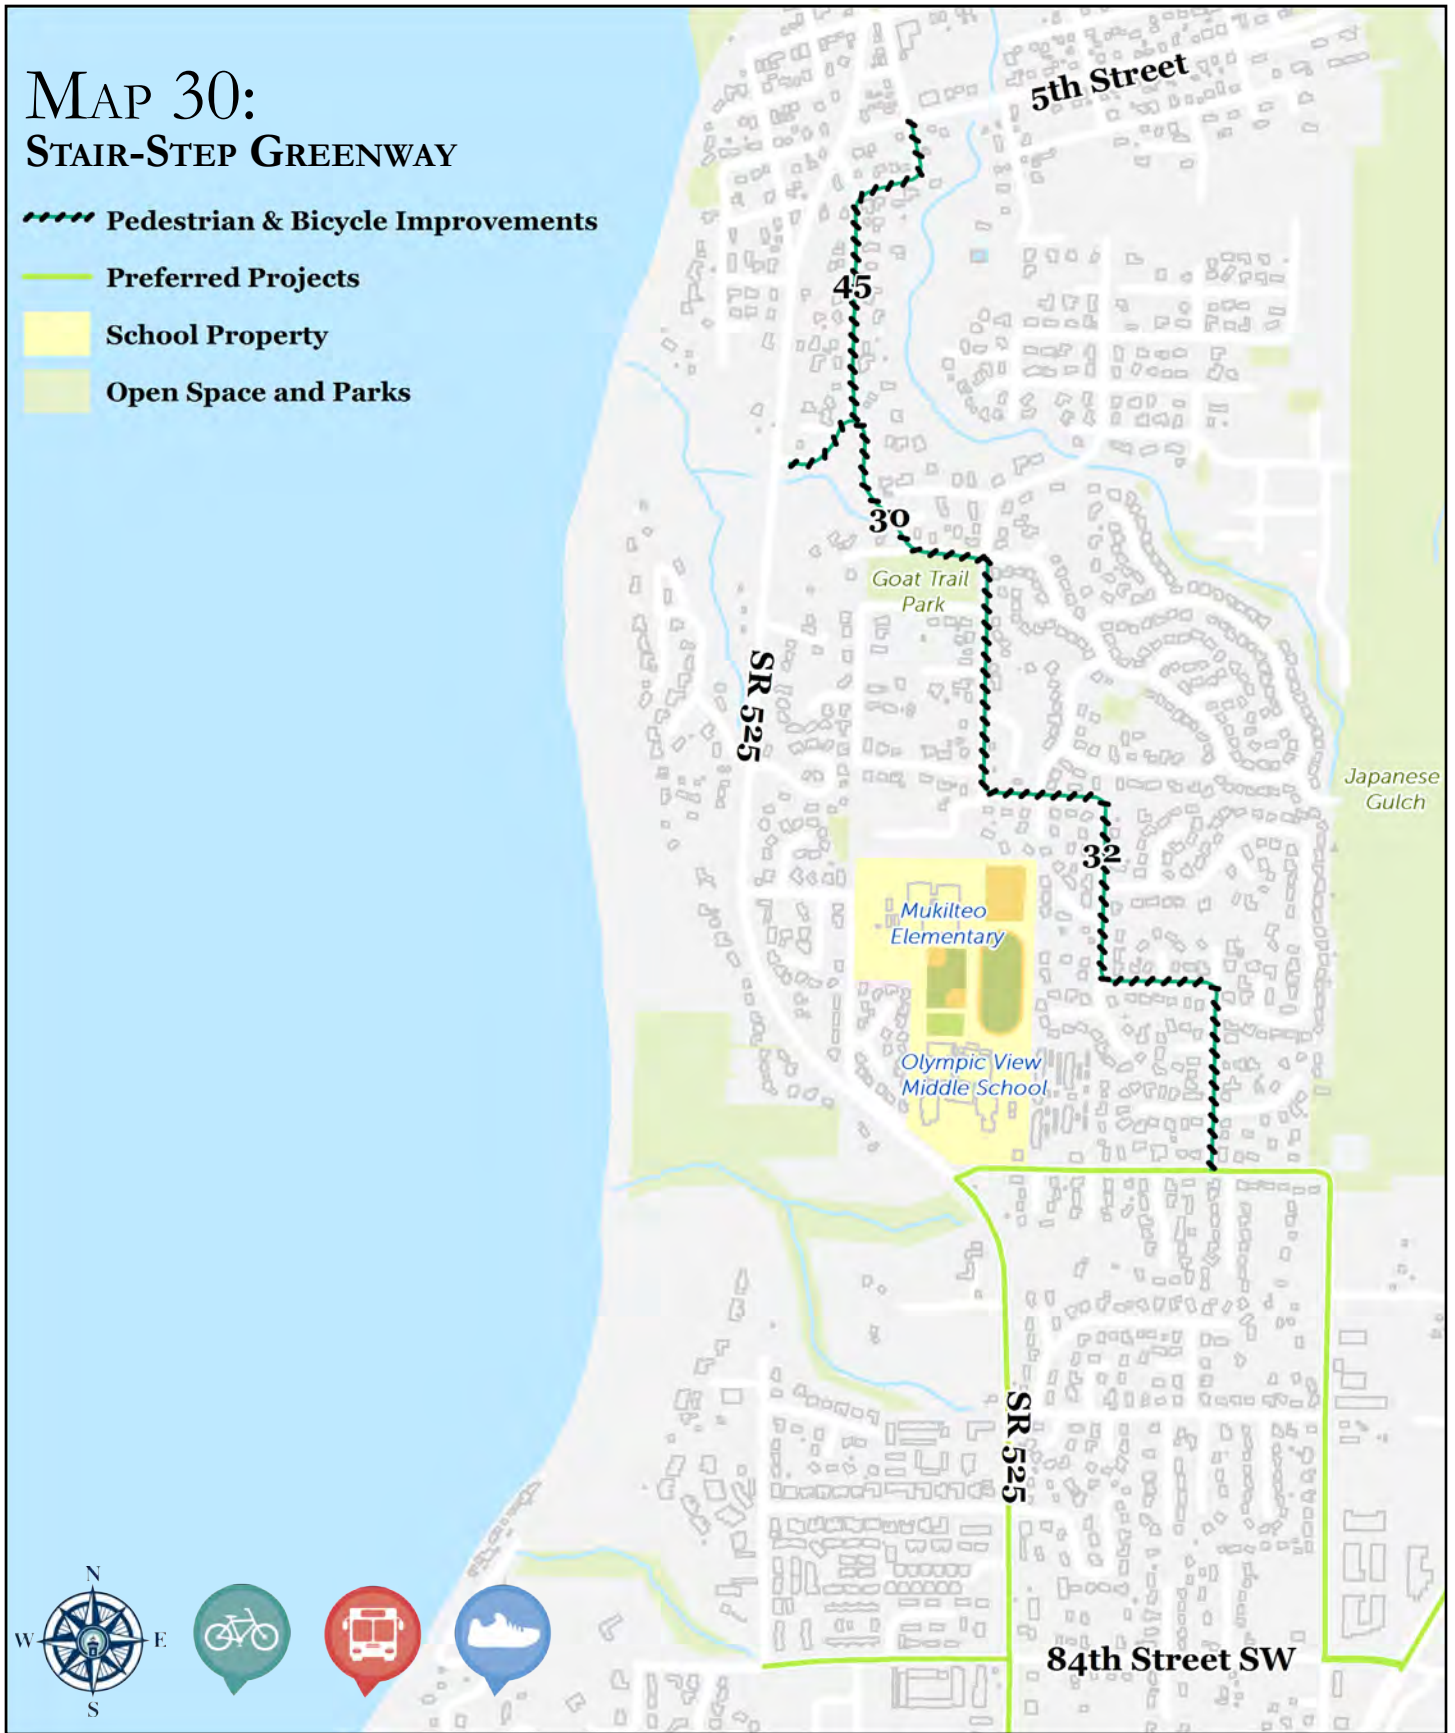 MAP 30:
STAIR-STEP GREENWAY
Pedestrian & Bicycle Improvements
Preferred Projects
School Property
Open Space and Parks
5th Street
45
30
Goat Trail
Park
SR 525
Japanese
Gulch
32
Mukilteo
Elementary
Olympic View
Middle School
SR 525
84th Street SW
N
W
E
S